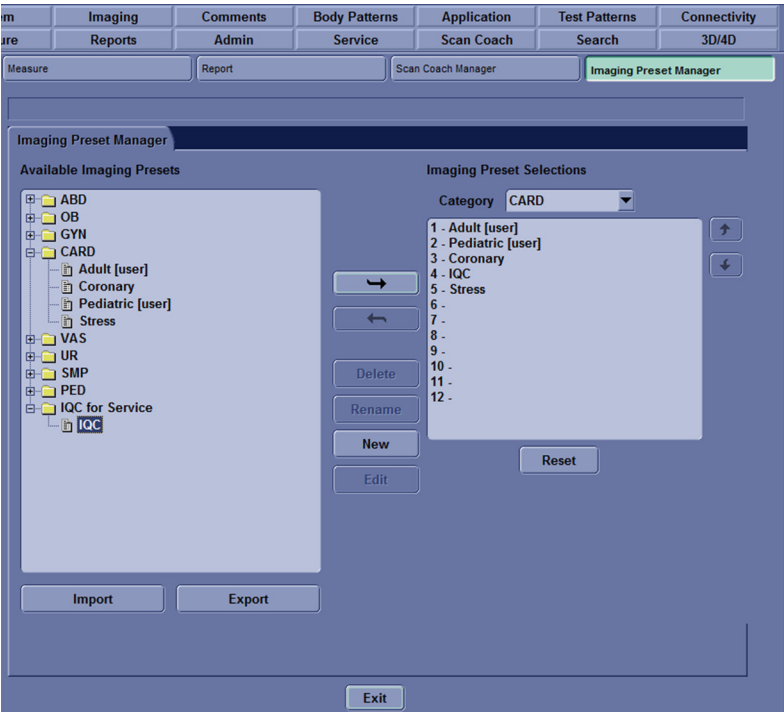 em Imaging Comments Body Patterns Application Test Patterns Connectivity
ure Reports Admin Service Scan Coach Search 3D/4D
Measure Report Scan Coach Manager Imaging Preset Manager
Imaging Preset Manager
Available Imaging Presets
Imaging Preset Selections
Category CARD
ABD
OB
GYN
CARD
Adult [user]
Coronary
Pediatric [user]
Stress
VAS
UR
SMP
PED
IQC for Service
IQC
Delete
Rename
New
Edit
1 - Adult [user]
2 - Pediatric [user]
3 - Coronary
4 - IQC
5 - Stress
6 -
7 -
8 -
9 -
10 -
11 -
12 -
Reset
Import Export
Exit